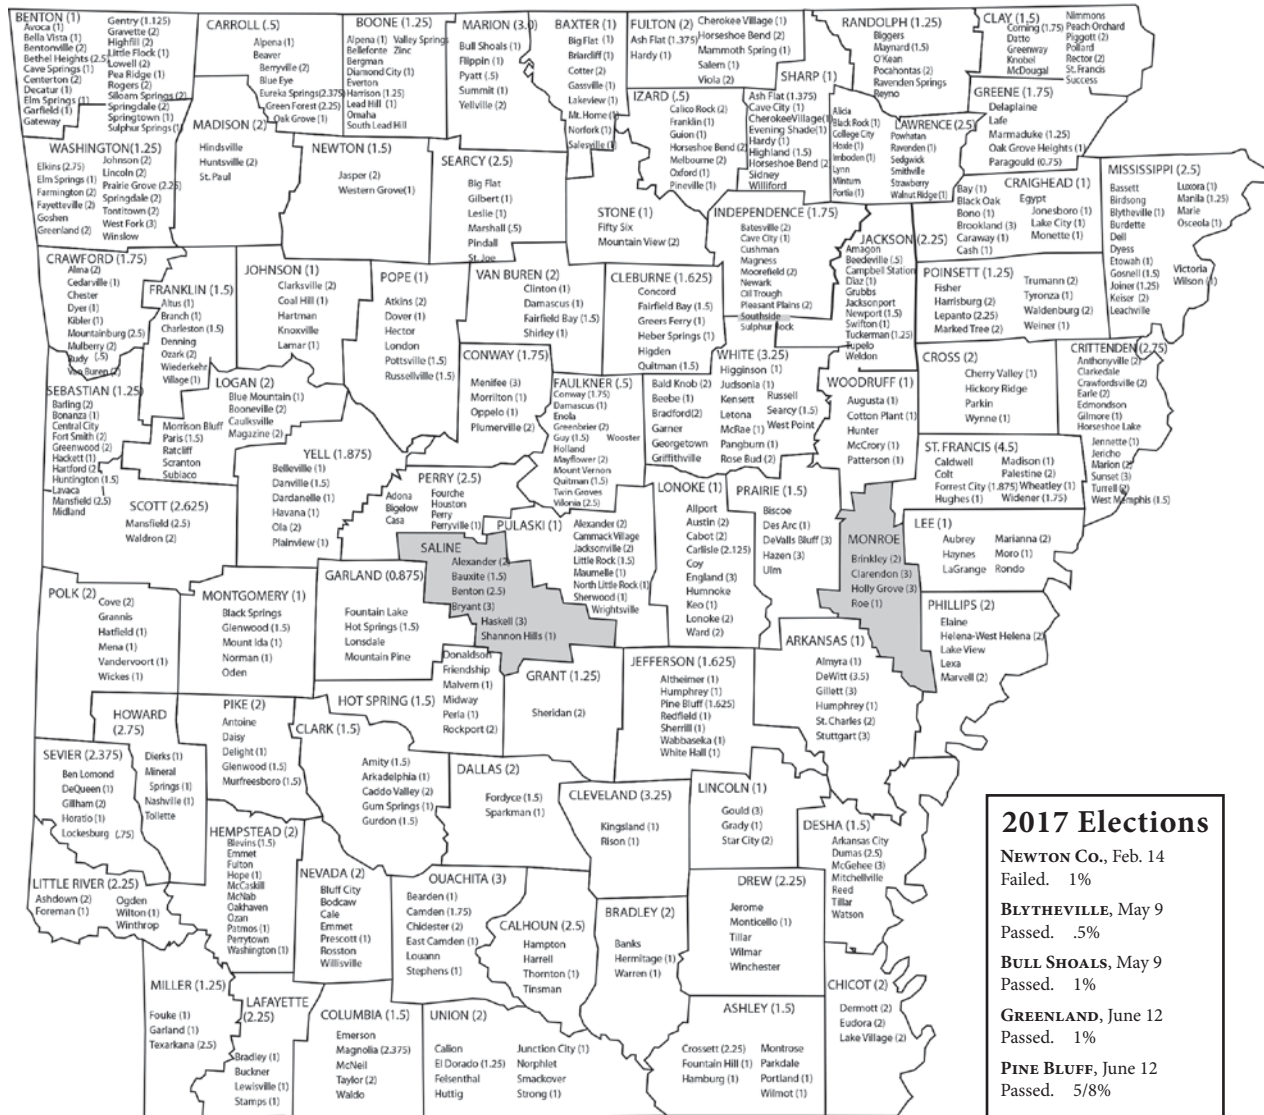 BENTON (1)
Avoca (1)
Bella Vista (1)
Bentonville (2)
Bethel Heights (2.5)
Cave Springs (1)
Centerton (2)
Decatur (1)
Elm Springs (1)
Garfield (1)
Gateway
Gentry (1.125)
Gravette (2)
Highfill (2)
Little Flock (1)
Lowell (2)
Pea Ridge (1)
Rogers (2)
Siloam Springs (2)
Springdale (2)
Springtown (1)
Sulphur Springs (1)
CARROLL (.5)
Alpena (1)
Beaver
Berryville (2)
Blue Eye
Eureka Springs(2.375)
Green Forest (2.25)
Oak Grove (1)
BOONE (1.25)
Alpena (1)
Bellefonte
Bergman
Diamond City (1)
Everton
Harrison (1.25)
Lead Hill (1)
Omaha
South Lead Hill
Valley Springs
Zinc
MARION (3.0)
Bull Shoals (1)
Flippin (1)
Pyatt (.5)
Summit (1)
Yellville (2)
BAXTER (1)
Big Flat (1)
Briarcliff (1)
Cotter (2)
Gassville (1)
Lakeview (1)
Mt. Home (1)
Norfork (1)
Salesville (1)
FULTON (2)
Ash Flat (1.375)
Hardy (1)
Cherokee Village (1)
Horseshoe Bend (2)
Mammoth Spring (1)
Salem (1)
Viola (2)
RANDOLPH (1.25)
Biggers
Maynard (1.5)
O'Kean
Pocahontas (2)
Ravenden Springs
Reyno
CLAY (1.5)
Corning (1.75)
Datto
Greenway
Knobel
McDougal
Nimmons
Peach Orchard
Piggott (2)
Pollard
Rector (2)
St. Francis
Success
MADISON (2)
Hindsville
Huntsville (2)
St. Paul
WASHINGTON(1.25)
Elkins (2.75)
Elm Springs (1)
Farmington (2)
Fayetteville (2)
Goshen
Greenland (2)
Johnson (2)
Lincoln (2)
Prairie Grove (2.25)
Springdale (2)
Tontitown (2)
West Fork (3)
Winslow
NEWTON (1.5)
Jasper (2)
Western Grove(1)
SEARCY (2.5)
Big Flat
Gilbert (1)
Leslie (1)
Marshall (.5)
Pindall
St. Joe
IZARD (.5)
Calico Rock (2)
Franklin (1)
Guion (1)
Horseshoe Bend (2)
Melbourne (2)
Oxford (1)
Pineville (1)
SHARP (1)
Ash Flat (1.375)
Cave City (1)
CherokeeVillage(1)
Evening Shade(1)
Hardy (1)
Highland (1.5)
Horseshoe Bend (2)
Sidney
Williford
LAWRENCE (2.5)
Alicia
Black Rock (1)
College City
Hoxie (1)
Imboden (1)
Lynn
Minturn
Portia (1)
Powhatan
Ravenden (1)
Sedgwick
Smithville
Strawberry
Walnut Ridge (1)
GREENE (1.75)
Delaplaine
Lafe
Marmaduke (1.25)
Oak Grove Heights (1)
Paragould (0.75)
CRAIGHEAD (1)
Bay (1)
Black Oak
Bono (1)
Brookland (3)
Caraway (1)
Cash (1)
Egypt
Jonesboro (1)
Lake City (1)
Monette (1)
MISSISSIPPI (2.5)
Bassett
Birdsong
Blytheville (1)
Burdette
Dell
Dyess
Etowah (1)
Gosnell (1.5)
Joiner (1.25)
Keiser (2)
Leachville
Luxora (1)
Manila (1.25)
Marie
Osceola (1)
Victoria
Wilson (1)
CRAWFORD (1.75)
Alma (2)
Cedarville (1)
Chester
Dyer (1)
Kibler (1)
Mountainburg (2.5)
Mulberry (2)
Rudy (.5)
Van Buren (2)
FRANKLIN (1.5)
Altus (1)
Branch (1)
Charleston (1.5)
Denning
Ozark (2)
Wiederkehr
Village (1)
JOHNSON (1)
Clarksville (2)
Coal Hill (1)
Hartman
Knoxville
Lamar (1)
POPE (1)
Atkins (2)
Dover (1)
Hector
London
Pottsville (1.5)
Russellville (1.5)
VAN BUREN (2)
Clinton (1)
Damascus (1)
Fairfield Bay (1.5)
Shirley (1)
STONE (1)
Fifty Six
Mountain View (2)
CLEBURNE (1.625)
Concord
Fairfield Bay (1.5)
Greers Ferry (1)
Heber Springs (1)
Higden
Quitman (1.5)
INDEPENDENCE (1.75)
Batesville (2)
Cave City (1)
Cushman
Magness
Moorefield (2)
Newark
Oil Trough
Pleasant Plains (2)
Southside
Sulphur Rock
JACKSON (2.25)
Amagon
Beedeville (.5)
Campbell Station
Diaz (1)
Grubbs
Jacksonport
Newport (1.5)
Swifton (1)
Tuckerman (1.25)
Tupelo
Weldon
POINSETT (1.25)
Fisher
Harrisburg (2)
Lepanto (2.25)
Marked Tree (2)
Trumann (2)
Tyronza (1)
Waldenburg (2)
Weiner (1)
CROSS (2)
Cherry Valley (1)
Hickory Ridge
Parkin
Wynne (1)
CRITTENDEN (2.75)
Anthonyville (2)
Clarkedale
Crawfordsville (2)
Earle (2)
Edmondson
Gilmore (1)
Horseshoe Lake
Jennette (1)
Jericho
Marion (2)
Sunset (3)
Turrell (2)
West Memphis (1.5)
SEBASTIAN (1.25)
Barling (2)
Bonanza (1)
Central City
Fort Smith (2)
Greenwood (2)
Hackett (1)
Hartford (2)
Huntington (1.5)
Lavaca
Mansfield (2.5)
Midland
LOGAN (2)
Blue Mountain (1)
Booneville (2)
Caulksville
Magazine (2)
Morrison Bluff
Paris (1.5)
Ratcliff
Scranton
Subiaco
CONWAY (1.75)
Menifee (3)
Morrilton (1)
Oppelo (1)
Plumerville (2)
FAULKNER (.5)
Conway (1.75)
Damascus (1)
Enola
Greenbrier (2)
Guy (1.5)
Holland
Mayflower (2)
Mount Vernon
Quitman (1.5)
Twin Groves
Vilonia (2.5)
Wooster
WHITE (3.25)
Bald Knob (2)
Beebe (1)
Bradford(2)
Garner
Georgetown
Griffithville
Higginson (1)
Judsonia (1)
Kensett
Letona
McRae (1)
Pangburn (1)
Rose Bud (2)
Russell
Searcy (1.5)
West Point
WOODRUFF (1)
Augusta (1)
Cotton Plant (1)
Hunter
McCrory (1)
Patterson (1)
ST. FRANCIS (4.5)
Caldwell
Colt
Forrest City (1.875)
Hughes (1)
Madison (1)
Palestine (2)
Wheatley (1)
Widener (1.75)
SCOTT (2.625)
Mansfield (2.5)
Waldron (2)
YELL (1.875)
Belleville (1)
Danville (1.5)
Dardanelle (1)
Havana (1)
Ola (2)
Plainview (1)
PERRY (2.5)
Adona
Bigelow
Casa
Fourche
Houston
Perry
Perryville (1)
PULASKI (1)
Alexander (2)
Cammack Village
Jacksonville (2)
Little Rock (1.5)
Maumelle (1)
North Little Rock (1)
Sherwood (1)
Wrightsville
LONOKE (1)
Allport
Austin (2)
Cabot (2)
Carlisle (2.125)
Coy
England (3)
Humnoke
Keo (1)
Lonoke (2)
Ward (2)
PRAIRIE (1.5)
Biscoe
Des Arc (1)
DeValls Bluff (3)
Hazen (3)
Ulm
MONROE
Brinkley (2)
Clarendon (3)
Holly Grove (3)
Roe (1)
LEE (1)
Aubrey
Haynes
LaGrange
Marianna (2)
Moro (1)
Rondo
SALINE
Alexander (2)
Bauxite (1.5)
Benton (2.5)
Bryant (3)
Haskell (3)
Shannon Hills (1)
POLK (2)
Cove (2)
Grannis
Hatfield (1)
Mena (1)
Vandervoort (1)
Wickes (1)
MONTGOMERY (1)
Black Springs
Glenwood (1.5)
Mount Ida (1)
Norman (1)
Oden
GARLAND (0.875)
Fountain Lake
Hot Springs (1.5)
Lonsdale
Mountain Pine
HOT SPRING (1.5)
Donaldson
Friendship
Malvern (1)
Midway
Perla (1)
Rockport (2)
GRANT (1.25)
Sheridan (2)
JEFFERSON (1.625)
Altheimer (1)
Humphrey (1)
Pine Bluff (1.625)
Redfield (1)
Sherrill (1)
Wabbaseka (1)
White Hall (1)
ARKANSAS (1)
Almyra (1)
DeWitt (3.5)
Gillett (3)
Humphrey (1)
St. Charles (2)
Stuttgart (3)
PHILLIPS (2)
Elaine
Helena-West Helena (2)
Lake View
Lexa
Marvell (2)
HOWARD
(2.75)
Dierks (1)
Mineral
Springs (1)
Nashville (1)
Tollette
SEVIER (2.375)
Ben Lomond
DeQueen (1)
Gillham (2)
Horatio (1)
Lockesburg (.75)
PIKE (2)
Antoine
Daisy
Delight (1)
Glenwood (1.5)
Murfreesboro (1.5)
CLARK (1.5)
Amity (1.5)
Arkadelphia (1)
Caddo Valley (2)
Gum Springs (1)
Gurdon (1.5)
DALLAS (2)
Fordyce (1.5)
Sparkman (1)
CLEVELAND (3.25)
Kingsland (1)
Rison (1)
LINCOLN (1)
Gould (3)
Grady (1)
Star City (2)
DESHA (1.5)
Arkansas City
Dumas (2.5)
McGehee (3)
Mitchellville
Reed
Tillar
Watson
LITTLE RIVER (2.25)
Ashdown (2)
Foreman (1)
Ogden
Wilton (1)
Winthrop
HEMPSTEAD (2)
Blevins (1.5)
Emmet
Fulton
Hope (1)
McCaskill
McNab
Oakhaven
Ozan
Patmos (1)
Perrytown
Washington (1)
NEVADA (2)
Bluff City
Bodcaw
Cale
Emmet
Prescott (1)
Rosston
Willisville
OUACHITA (3)
Bearden (1)
Camden (1.75)
Chidester (2)
East Camden (1)
Louann
Stephens (1)
CALHOUN (2.5)
Hampton
Harrell
Thornton (1)
Tinsman
BRADLEY (2)
Banks
Hermitage (1)
Warren (1)
DREW (2.25)
Jerome
Monticello (1)
Tillar
Wilmar
Winchester
CHICOT (2)
Dermott (2)
Eudora (2)
Lake Village (2)
MILLER (1.25)
Fouke (1)
Garland (1)
Texarkana (2.5)
LAFAYETTE
(2.25)
Bradley (1)
Buckner
Lewisville (1)
Stamps (1)
COLUMBIA (1.5)
Emerson
Magnolia (2.375)
McNeil
Taylor (2)
Waldo
UNION (2)
Calion
El Dorado (1.25)
Felsenthal
Huttig
Junction City (1)
Norphlet
Smackover
Strong (1)
ASHLEY (1.5)
Crossett (2.25)
Fountain Hill (1)
Hamburg (1)
Montrose
Parkdale
Portland (1)
Wilmot (1)
2017 Elections
NEWTON CO., Feb. 14
Failed. 1%
BLYTHEVILLE, May 9
Passed. .5%
BULL SHOALS, May 9
Passed. 1%
GREENLAND, June 12
Passed. 1%
PINE BLUFF, June 12
Passed. 5/8%